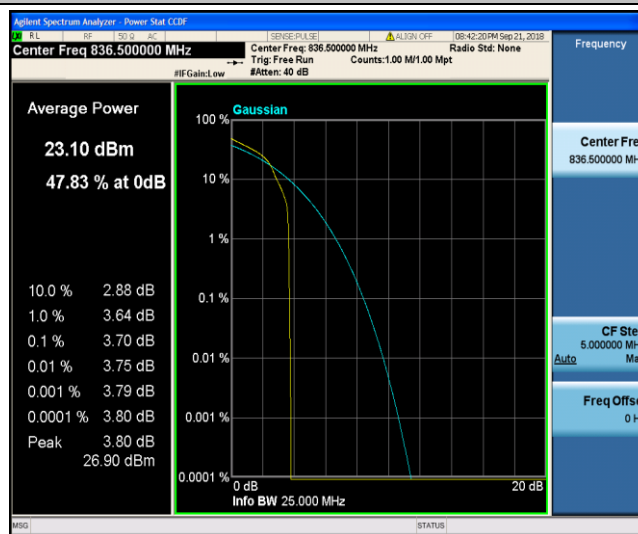 Agilent Spectrum Analyzer - Power Stat CCDF
RL RF 50 Ω AC SENSE:PULSE ALIGN OFF 08:42:20 PM Sep 21, 2018
Center Freq 836.500000 MHz
Center Freq: 836.500000 MHz Radio Std: None
Trig: Free Run Counts:1.00 M/1.00 Mpt
#IFGain:Low #Atten: 40 dB
Frequency
Average Power
23.10 dBm
47.83 % at 0dB
10.0 % 2.88 dB
1.0 % 3.64 dB
0.1 % 3.70 dB
0.01 % 3.75 dB
0.001 % 3.79 dB
0.0001 % 3.80 dB
Peak 3.80 dB
26.90 dBm
Gaussian
100 %
10 %
1 %
0.1 %
0.01 %
0.001 %
0.0001 %
0 dB 20 dB
Info BW 25.000 MHz
Center Fre
836.500000 MH
CF Ste
5.000000 MH
Auto Ma
Freq Offse
0 H
MSG STATUS